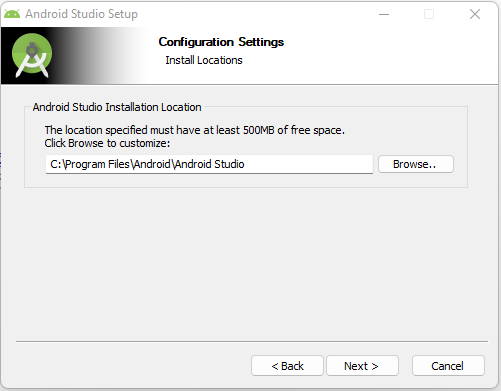 Android Studio Setup
Configuration Settings
Install Locations
Android Studio Installation Location
The location specified must have at least 500MB of free space.
Click Browse to customize:
C:\Program Files\Android\Android Studio
Browse..
< Back
Next >
Cancel